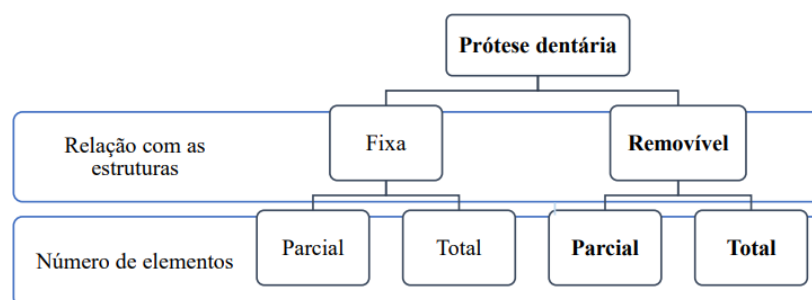 Prótese dentária
Relação com as
estruturas
Fixa
Removível
Número de elementos
Parcial
Total
Parcial
Total